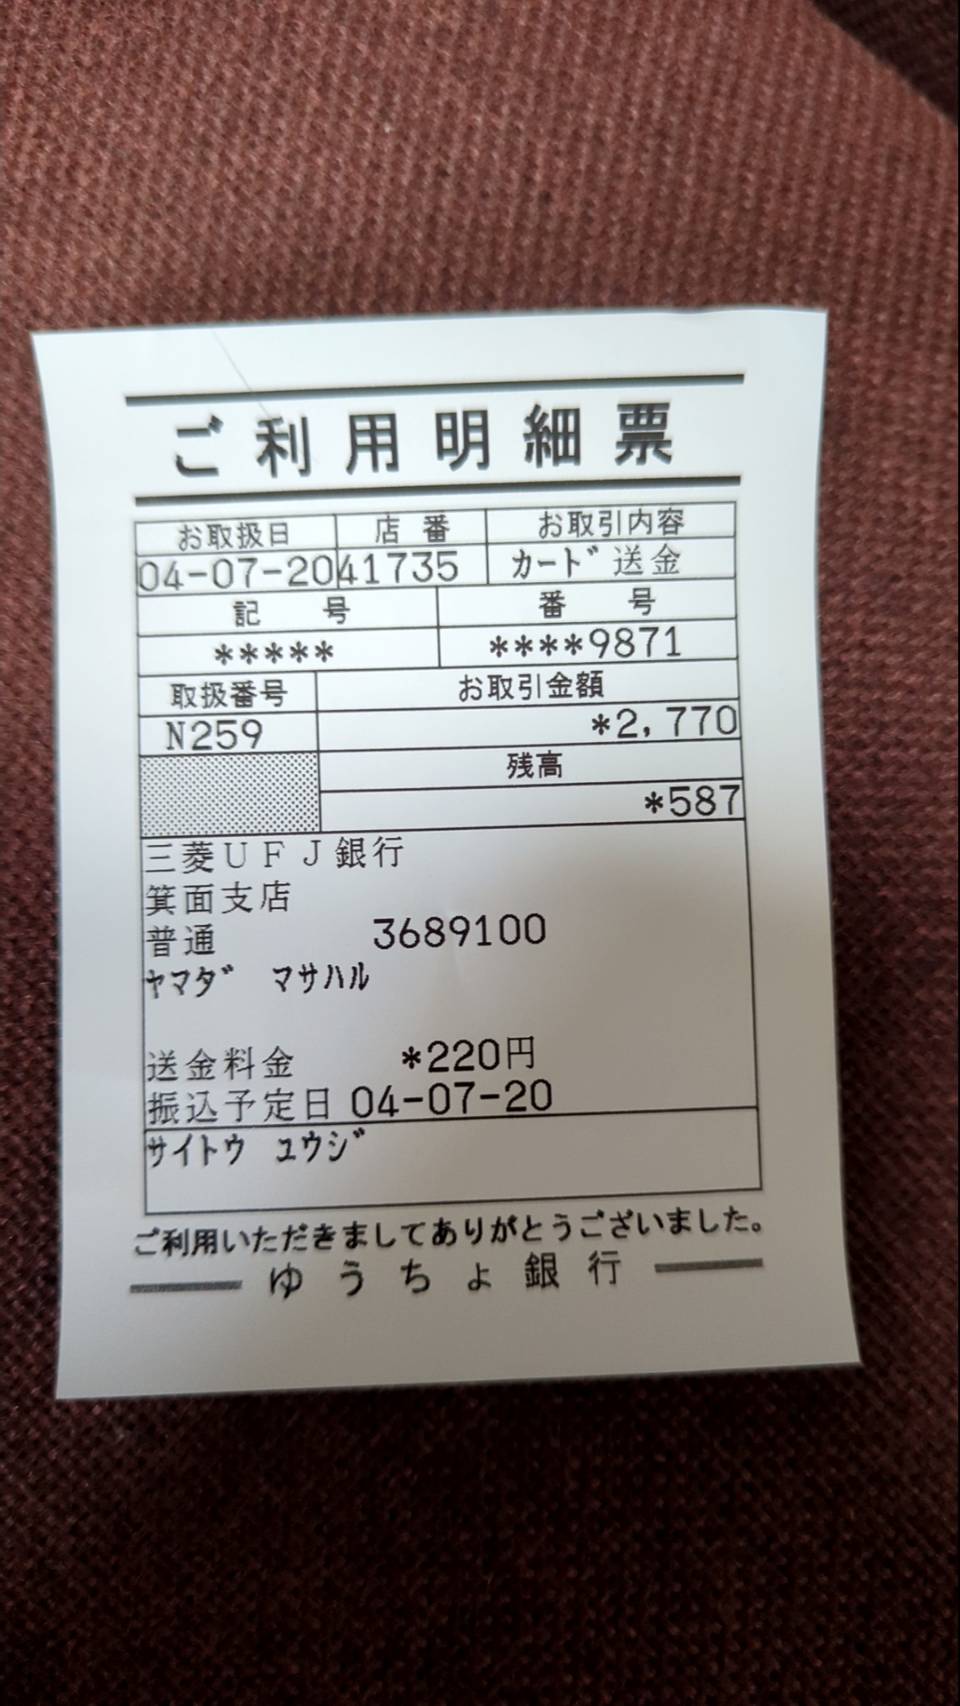 ご利用明細票
お取扱日 店番 お取引内容
04-07-20 41735 カード送金
記号 番号
***** ****9871
取扱番号 お取引金額
N259 *2,770
残高
*587
三菱UFJ銀行
箕面支店
普通 3689100
ヤマダ マサハル
送金料金 *220円
振込予定日 04-07-20
サイトウ ユウジ
ご利用いただきましてありがとうございました。
ゆうちょ銀行